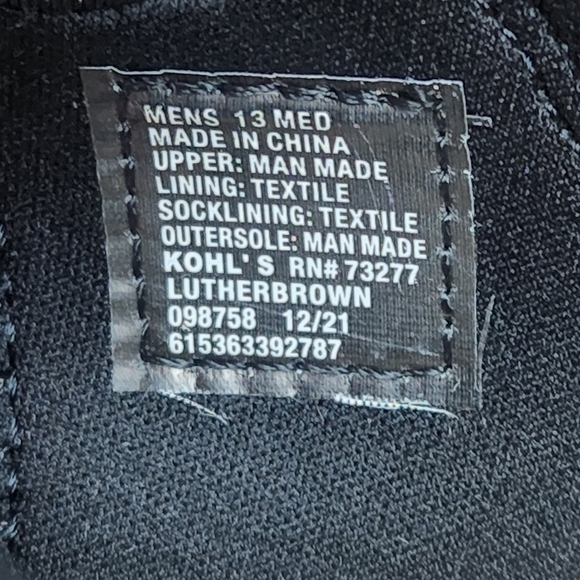 MENS 13 MED
MADE IN CHINA
UPPER: MAN MADE
LINING: TEXTILE
SOCKLINING: TEXTILE
OUTERSOLE: MAN MADE
KOHL'S RN# 73277
LUTHERBROWN
098758 12/21
615363392787